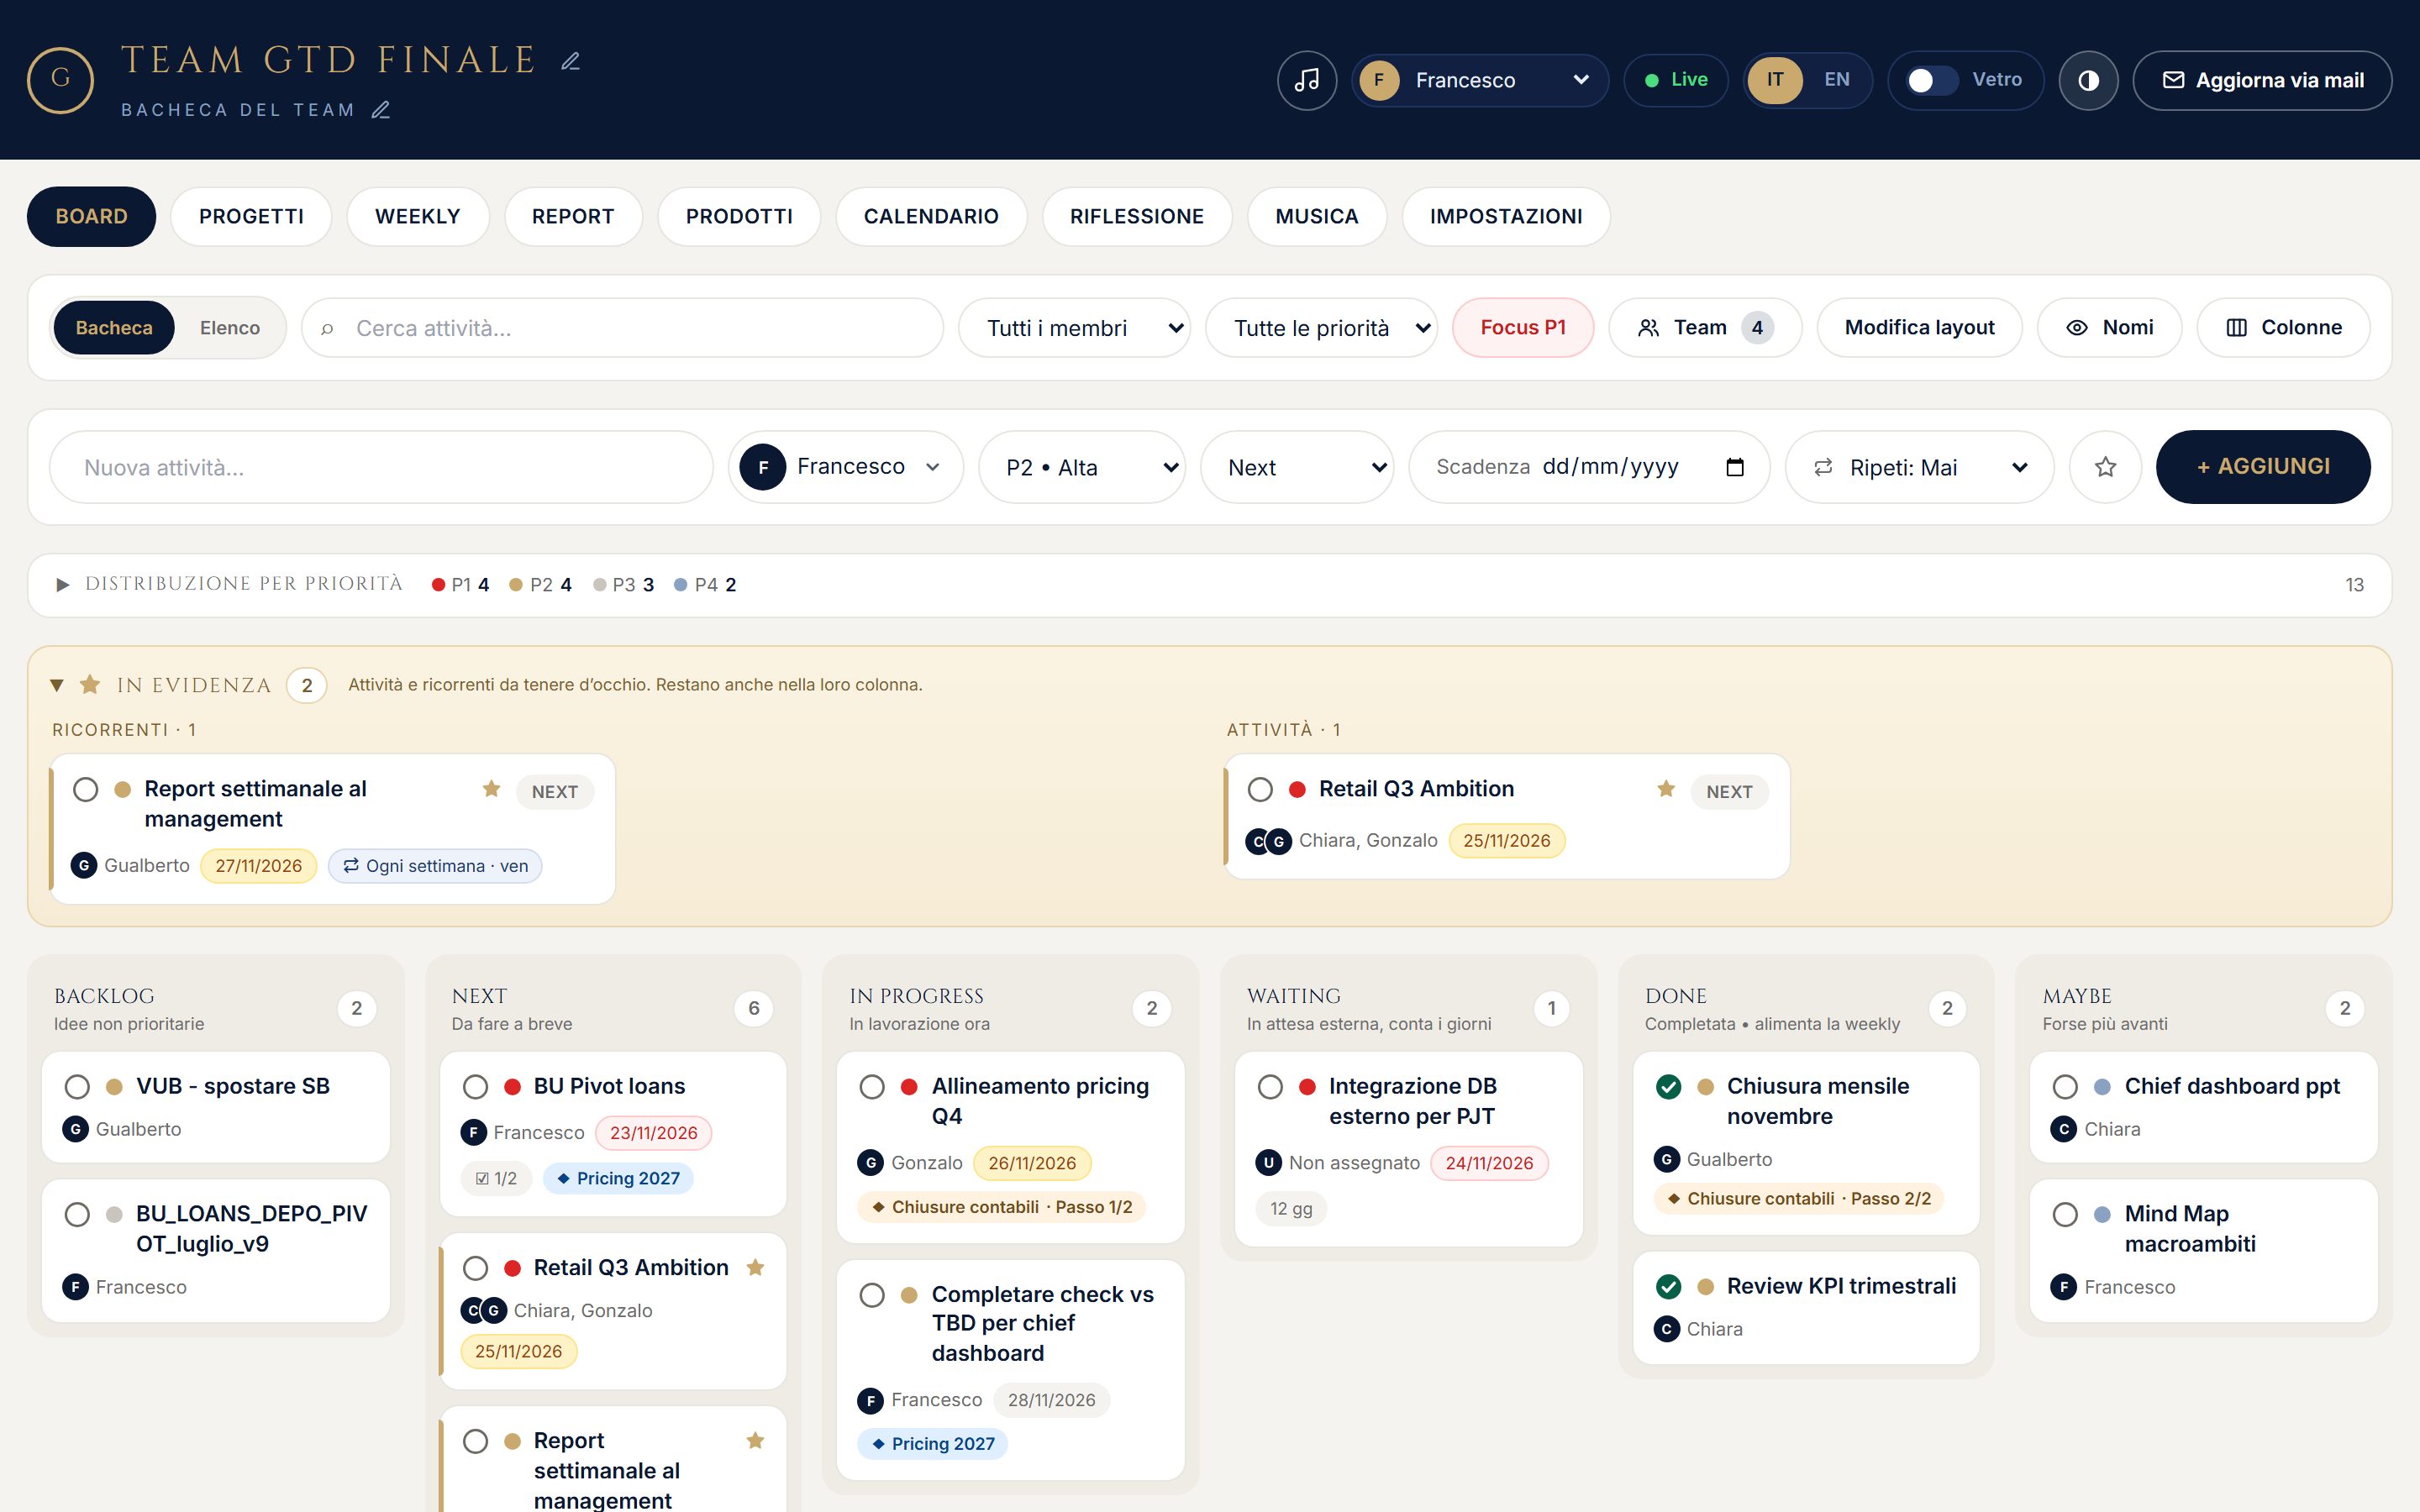 G
TEAM GTD FINALE
BACHECA DEL TEAM
F Francesco
Live
IT EN
Vetro
Aggiorna via mail
BOARD
PROGETTI
WEEKLY
REPORT
PRODOTTI
CALENDARIO
RIFLESSIONE
MUSICA
IMPOSTAZIONI
Bacheca Elenco
Cerca attività...
Tutti i membri
Tutte le priorità
Focus P1
Team 4
Modifica layout
Nomi
Colonne
Nuova attività...
F Francesco
P2 • Alta
Next
Scadenza dd/mm/yyyy
Ripeti: Mai
+ AGGIUNGI
DISTRIBUZIONE PER PRIORITÀ P1 4 P2 4 P3 3 P4 2 13
IN EVIDENZA 2 Attività e ricorrenti da tenere d’occhio. Restano anche nella loro colonna.
RICORRENTI · 1
Report settimanale al
management
NEXT
G Gualberto 27/11/2026 Ogni settimana · ven
ATTIVITÀ · 1
Retail Q3 Ambition
NEXT
C G Chiara, Gonzalo 25/11/2026
BACKLOG 2
Idee non prioritarie
VUB - spostare SB
G Gualberto
BU_LOANS_DEPO_PIV
OT_luglio_v9
F Francesco
NEXT 6
Da fare a breve
BU Pivot loans
F Francesco 23/11/2026
1/2 Pricing 2027
Retail Q3 Ambition
C G Chiara, Gonzalo
25/11/2026
Report
settimanale al
management
IN PROGRESS 2
In lavorazione ora
Allineamento pricing
Q4
G Gonzalo 26/11/2026
Chiusure contabili · Passo 1/2
Completare check vs
TBD per chief
dashboard
F Francesco 28/11/2026
Pricing 2027
WAITING 1
In attesa esterna, conta i giorni
Integrazione DB
esterno per PJT
U Non assegnato 24/11/2026
12 gg
DONE 2
Completata • alimenta la weekly
Chiusura mensile
novembre
G Gualberto
Chiusure contabili · Passo 2/2
Review KPI trimestrali
C Chiara
MAYBE 2
Forse più avanti
Chief dashboard ppt
C Chiara
Mind Map
macroambiti
F Francesco